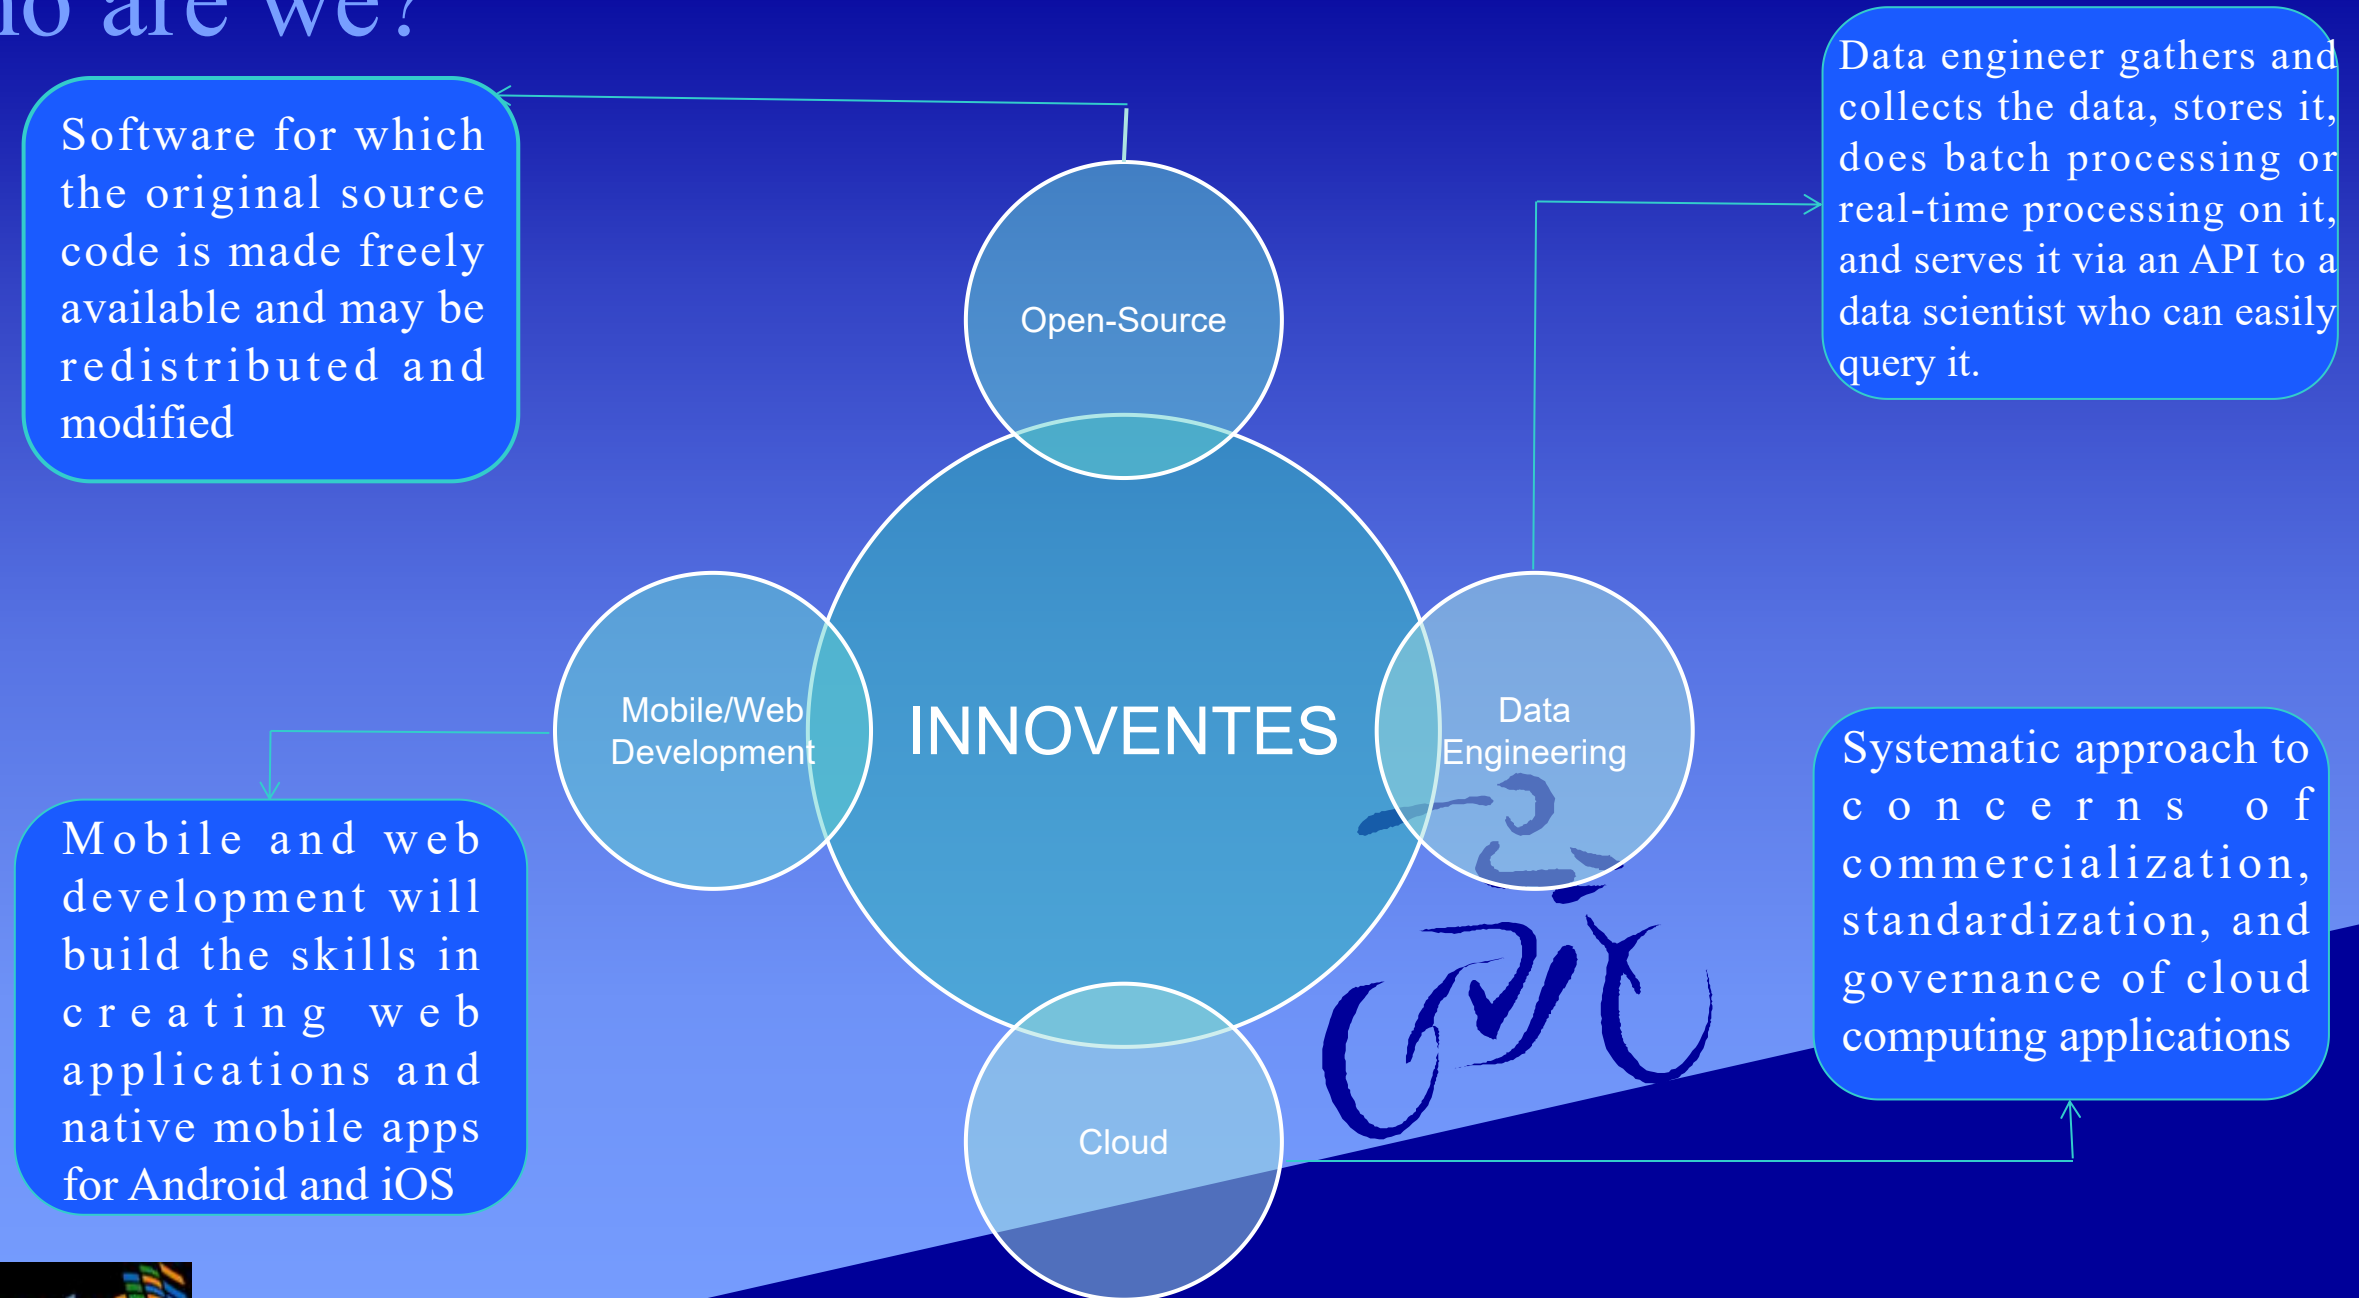 are we?
Software for which
the original source
code is made freely
available and may be
redistributed and
modified
Data engineer gathers and
collects the data, stores it,
does batch processing or
real-time processing on it,
and serves it via an API to a
data scientist who can easily
query it.
Open-Source
Mobile/Web
Development
INNOVENTES
Data
Engineering
Mobile and web
development will
build the skills in
creating web
applications and
native mobile apps
for Android and iOS
Systematic approach to
concerns of
commercialization,
standardization, and
governance of cloud
computing applications
Cloud